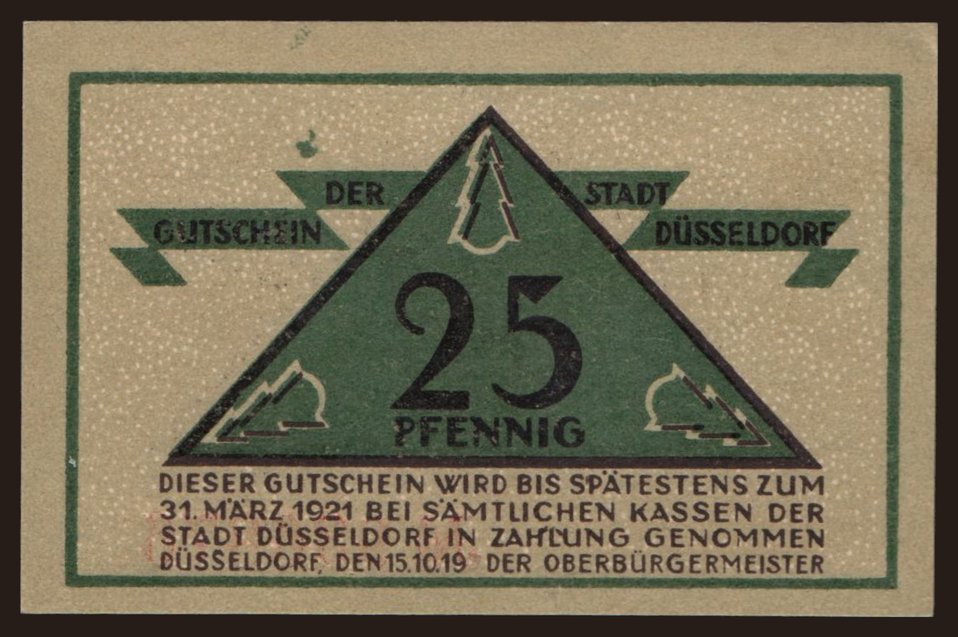 DER STADT
GUTSCHEIN DÜSSELDORF
25
PFENNIG
DIESER GUTSCHEIN WIRD BIS SPÄTESTENS ZUM
31. MÄRZ 1921 BEI SÄMTLICHEN KASSEN DER
STADT DÜSSELDORF IN ZAHLUNG GENOMMEN
DÜSSELDORF, DEN 15.10.19 DER OBERBÜRGERMEISTER